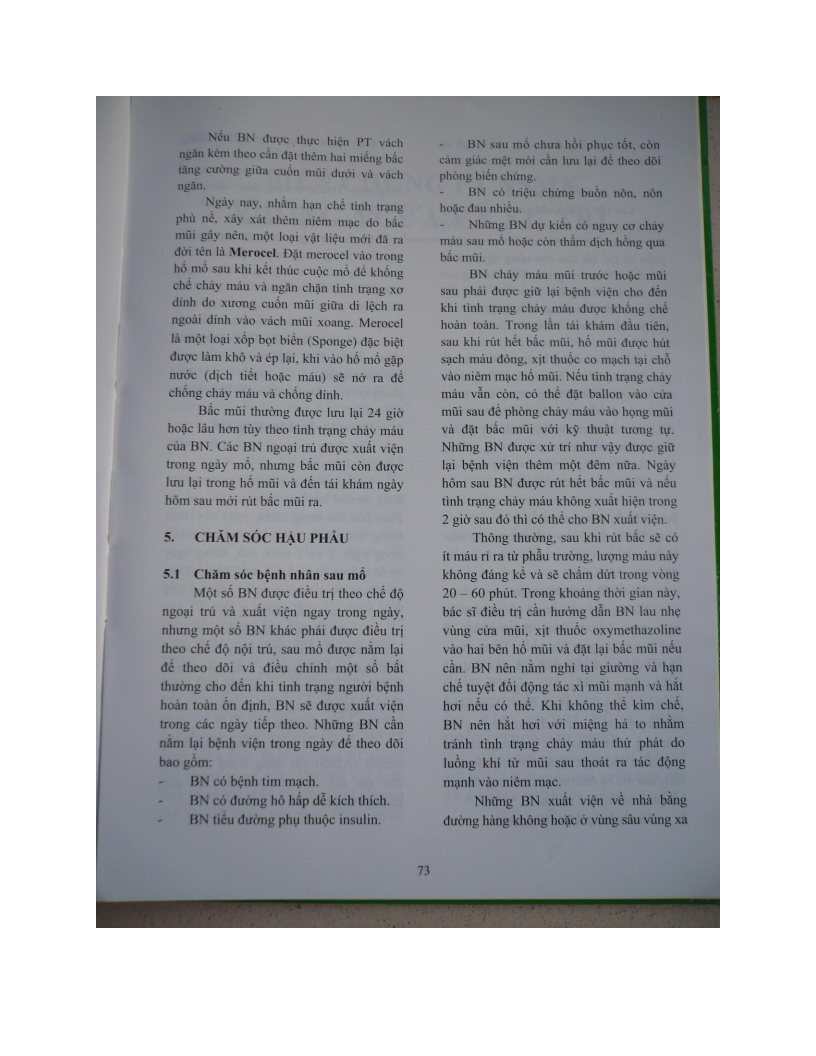 Nếu BN được thực hiện PT vách
ngăn kèm theo cần đặt thêm hai miếng bấc
tăng cường giữa cuốn mũi dưới và vách
ngăn.
Ngày nay, nhằm hạn chế tình trạng
phù nề, xây xát thêm niêm mạc do bấc
mũi gây nên, một loại vật liệu mới đã ra
đời tên là Merocel. Đặt merocel vào trong
hố mổ sau khi kết thúc cuộc mổ để khống
chế chảy máu và ngăn chặn tình trạng xơ
dính do xương cuốn mũi giữa di lệch ra
ngoài dính vào vách mũi xoang. Merocel
là một loại xốp bọt biển (Sponge) đặc biệt
được làm khô và ép lại, khi vào hố mổ gặp
nước (dịch tiết hoặc máu) sẽ nở ra để
chống chảy máu và chống dính.
Bấc mũi thường được lưu lại 24 giờ
hoặc lâu hơn tùy theo tình trạng chảy máu
của BN. Các BN ngoại trú được xuất viện
trong ngày mổ, nhưng bấc mũi còn được
lưu lại trong hố mũi và đến tái khám ngày
hôm sau mới rút bấc mũi ra.
5. CHĂM SÓC HẬU PHẪU
5.1 Chăm sóc bệnh nhân sau mổ
Một số BN được điều trị theo chế độ
ngoại trú và xuất viện ngay trong ngày,
nhưng một số BN khác phải được điều trị
theo chế độ nội trú, sau mổ được nằm lại
để theo dõi và điều chỉnh một số bất
thường cho đến khi tình trạng người bệnh
hoàn toàn ổn định, BN sẽ được xuất viện
trong các ngày tiếp theo. Những BN cần
nằm lại bệnh viện trong ngày để theo dõi
bao gồm:
- BN có bệnh tim mạch.
- BN có đường hô hấp dễ kích thích.
- BN tiểu đường phụ thuộc insulin.
- BN sau mổ chưa hồi phục tốt, còn
cảm giác mệt mỏi cần lưu lại để theo dõi
phòng biến chứng.
- BN có triệu chứng buồn nôn, nôn
hoặc đau nhiều.
- Những BN dự kiến có nguy cơ chảy
máu sau mổ hoặc còn thấm dịch hồng qua
bấc mũi.
BN chảy máu mũi trước hoặc mũi
sau phải được giữ lại bệnh viện cho đến
khi tình trạng chảy máu được khống chế
hoàn toàn. Trong lần tái khám đầu tiên,
sau khi rút hết bấc mũi, hố mũi được hút
sạch máu đông, xịt thuốc co mạch tại chỗ
vào niêm mạc hố mũi. Nếu tình trạng chảy
máu vẫn còn, có thể đặt ballon vào cửa
mũi sau đề phòng chảy máu vào họng mũi
và đặt bấc mũi với kỹ thuật tương tự.
Những BN được xử trí như vậy được giữ
lại bệnh viện thêm một đêm nữa. Ngày
hôm sau BN được rút hết bấc mũi và nếu
tình trạng chảy máu không xuất hiện trong
2 giờ sau đó thì có thể cho BN xuất viện.
Thông thường, sau khi rút bấc sẽ có
ít máu rỉ ra từ phẫu trường, lượng máu này
không đáng kể và sẽ chấm dứt trong vòng
20 – 60 phút. Trong khoảng thời gian này,
bác sĩ điều trị cần hướng dẫn BN lau nhẹ
vùng cửa mũi, xịt thuốc oxymethazoline
vào hai bên hố mũi và đặt lại bấc mũi nếu
cần. BN nên nằm nghỉ tại giường và hạn
chế tuyệt đối động tác xì mũi mạnh và hắt
hơi nếu có thể. Khi không thể kìm chế,
BN nên hắt hơi với miệng há to nhằm
tránh tình trạng chảy máu thứ phát do
luồng khí từ mũi sau thoát ra tác động
mạnh vào niêm mạc.
Những BN xuất viện về nhà bằng
đường hàng không hoặc ở vùng sâu vùng xa
73